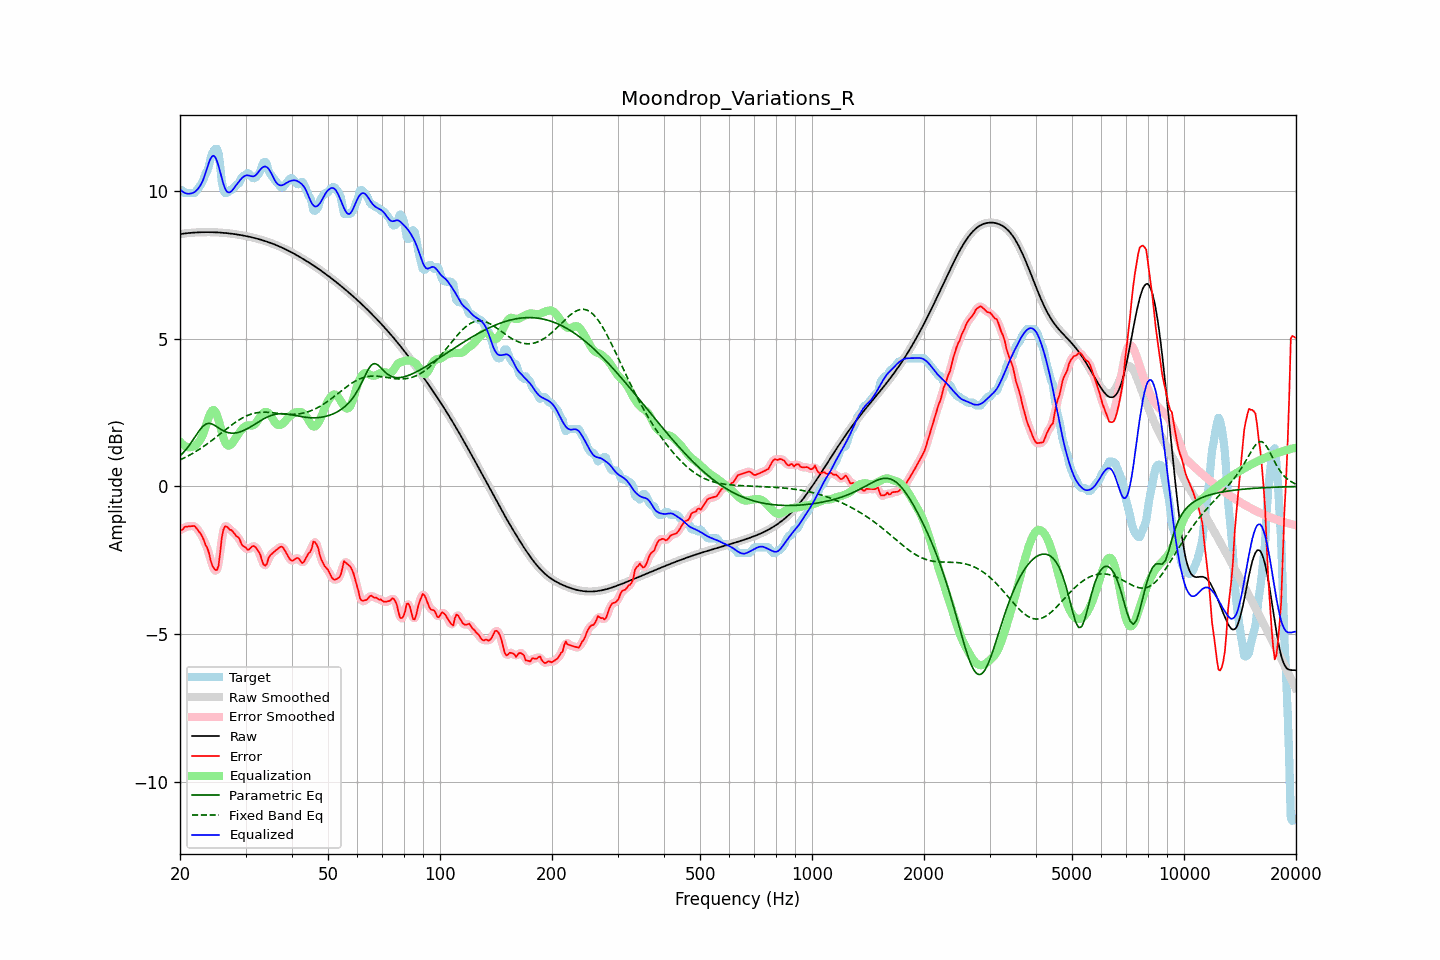 Moondrop_Variations_R
Amplitude (dBr)
10
5
0
−5
−10
Target
Raw Smoothed
Error Smoothed
Raw
Error
Equalization
Parametric Eq
Fixed Band Eq
Equalized
20 50 100 200 500 1000 2000 5000 10000 20000
Frequency (Hz)